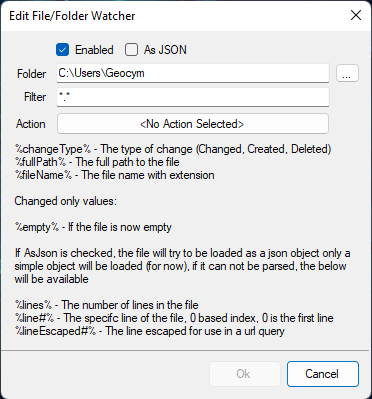 Edit File/Folder Watcher
Enabled As JSON
Folder C:\Users\Geocym ...
Filter *.*
Action <No Action Selected>
%changeType% - The type of change (Changed, Created, Deleted)
%fullPath% - The full path to the file
%fileName% - The file name with extension
Changed only values:
%empty% - If the file is now empty
If AsJson is checked, the file will try to be loaded as a json object only a
simple object will be loaded (for now), if it can not be parsed, the below
will be available
%lines% - The number of lines in the file
%line#% - The specifc line of the file, 0 based index, 0 is the first line
%lineEscaped#% - The line escaped for use in a url query
Ok Cancel